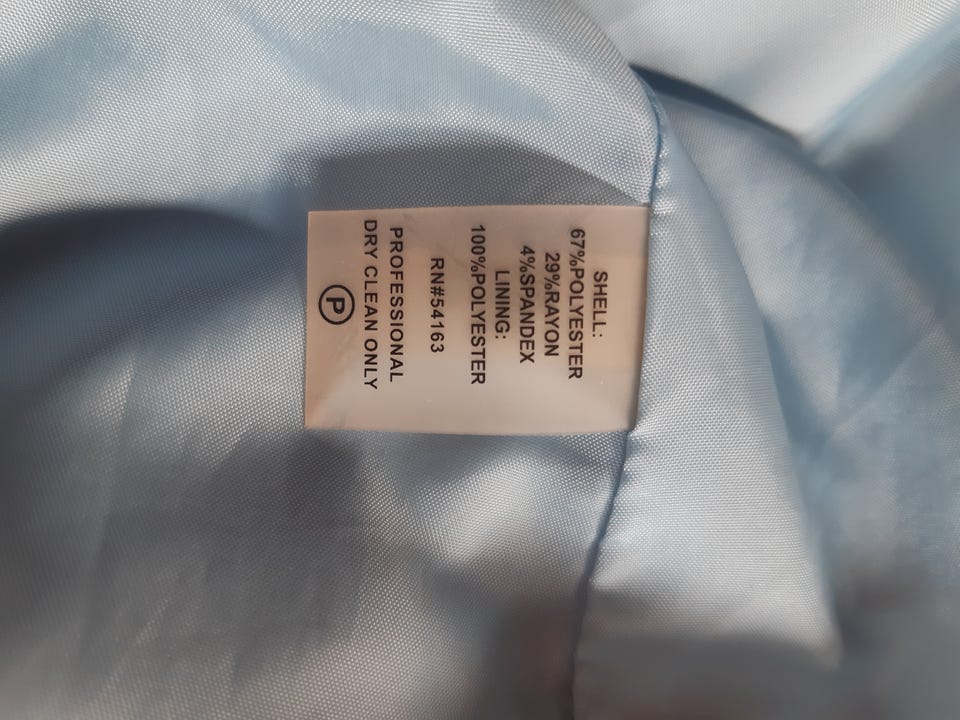 SHELL:
67%POLYESTER
29%RAYON
4%SPANDEX
LINING:
100%POLYESTER
RN#54163
PROFESSIONAL
DRY CLEAN ONLY
P